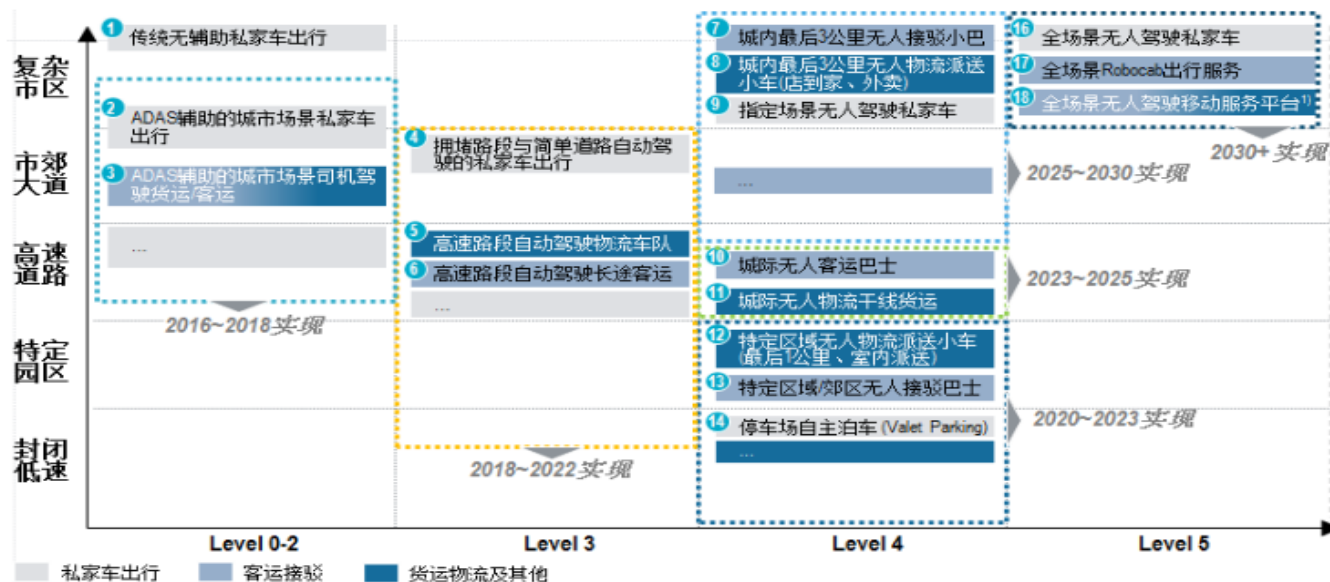 复杂
市区
市郊
大道
高速
道路
特定
园区
封闭
低速
1
传统无辅助私家车出行
2
ADAS辅助的城市场景私家车
出行
3
ADAS辅助的城市场景司机驾
驶货运/客运
...
2016~2018实现
4
拥堵路段与简单道路自动驾
驶的私家车出行
5
高速路段自动驾驶物流车队
6
高速路段自动驾驶长途客运
...
2018~2022实现
7
城内最后3公里无人接驳小巴
8
城内最后3公里无人物流派送
小车(店到家、外卖)
9
指定场景无人驾驶私家车
...
2025~2030实现
10
城际无人客运巴士
11
城际无人物流干线货运
2023~2025实现
12
特定区域无人物流派送小车
(最后1公里、室内派送)
13
特定区域/郊区无人接驳巴士
14
停车场自主泊车(Valet Parking)
...
2020~2023实现
16
全场景无人驾驶私家车
17
全场景Robocab出行服务
18
全场景无人驾驶移动服务平台1)
2030+实现
Level 0-2
Level 3
Level 4
Level 5
私家车出行
客运接驳
货运物流及其他